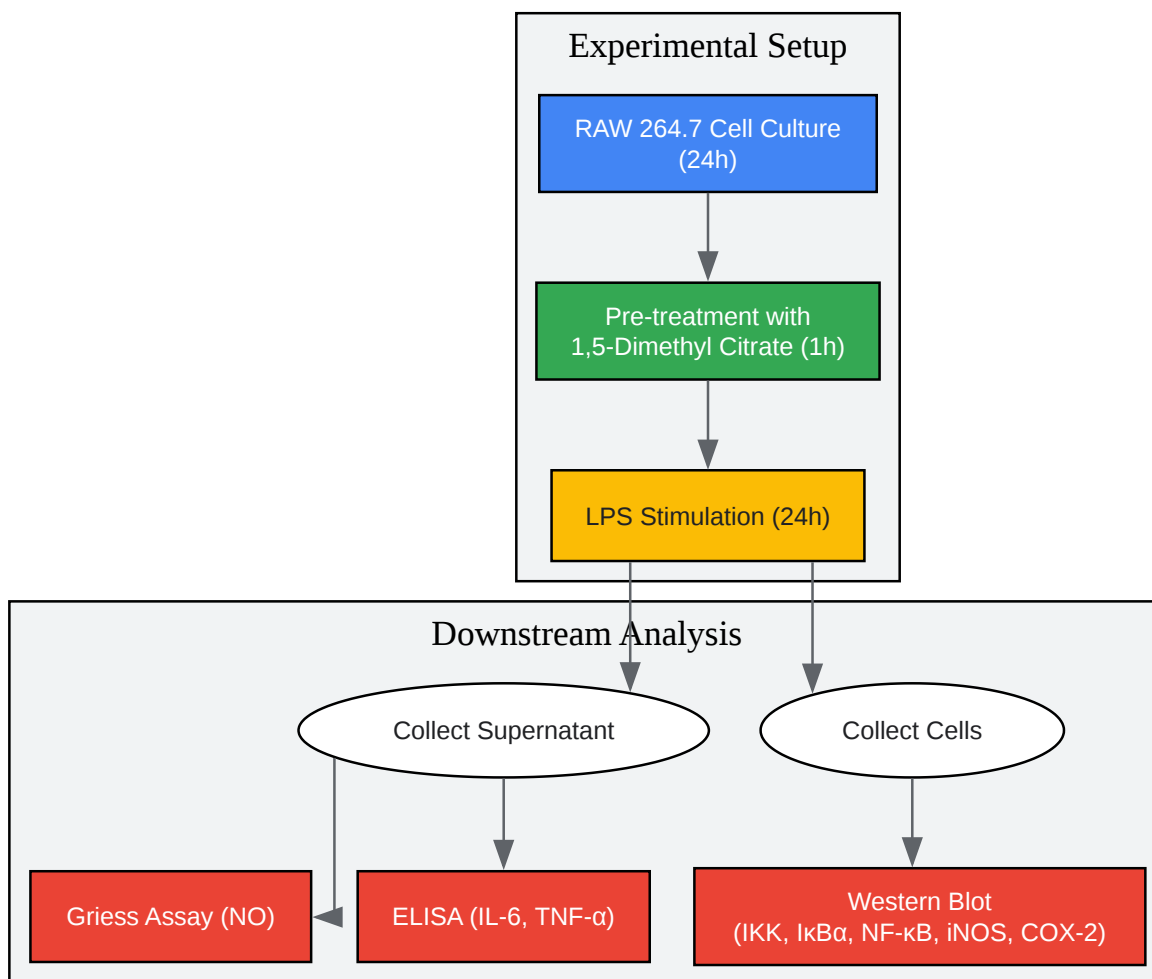 Experimental Setup
RAW 264.7 Cell Culture
(24h)
Pre-treatment with
1,5-Dimethyl Citrate (1h)
LPS Stimulation (24h)
Downstream Analysis
Collect Supernatant
Collect Cells
Griess Assay (NO)
ELISA (IL-6, TNF-α)
Western Blot
(IKK, IκBα, NF-κB, iNOS, COX-2)